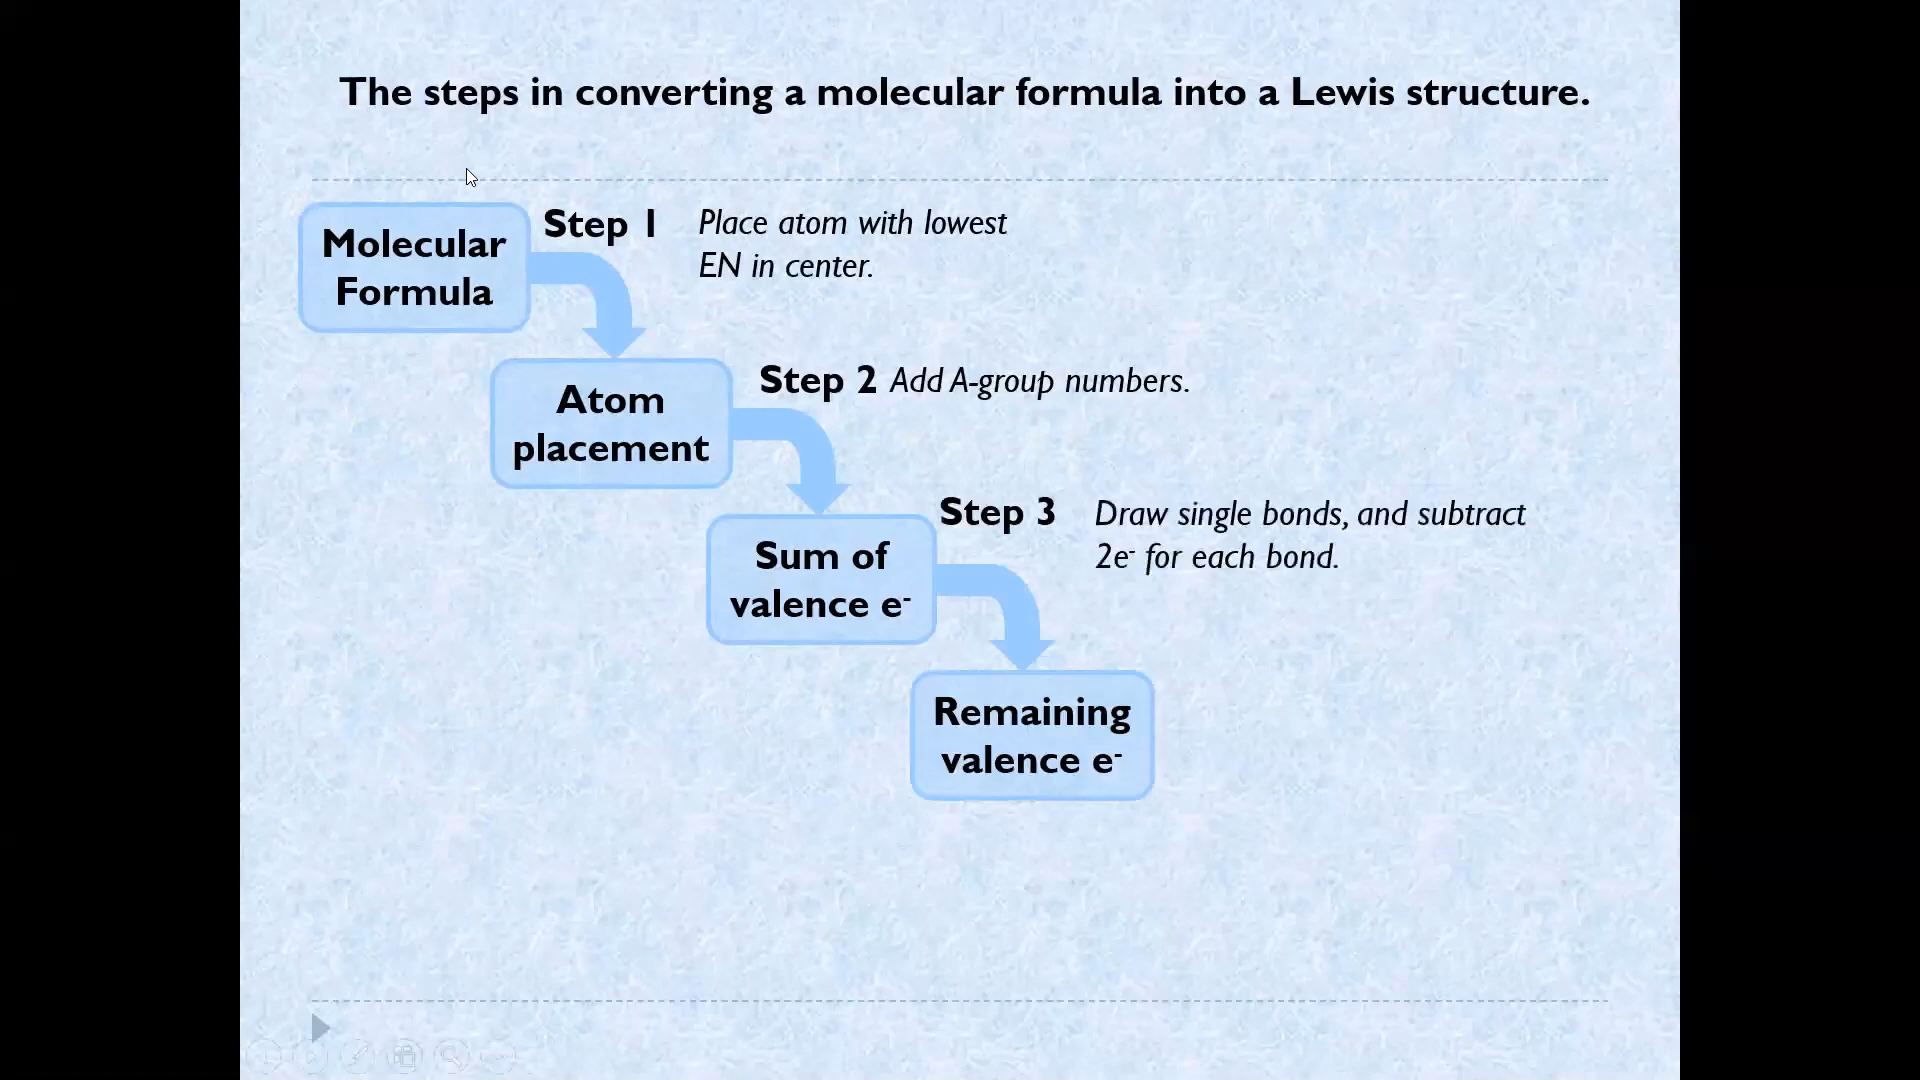 The steps in converting a molecular formula into a Lewis structure.
Molecular
Formula
Step 1
Place atom with lowest
EN in center.
Atom
placement
Step 2 Add A-group numbers.
Sum of
valence e⁻
Step 3
Draw single bonds, and subtract
2e⁻ for each bond.
Remaining
valence e⁻